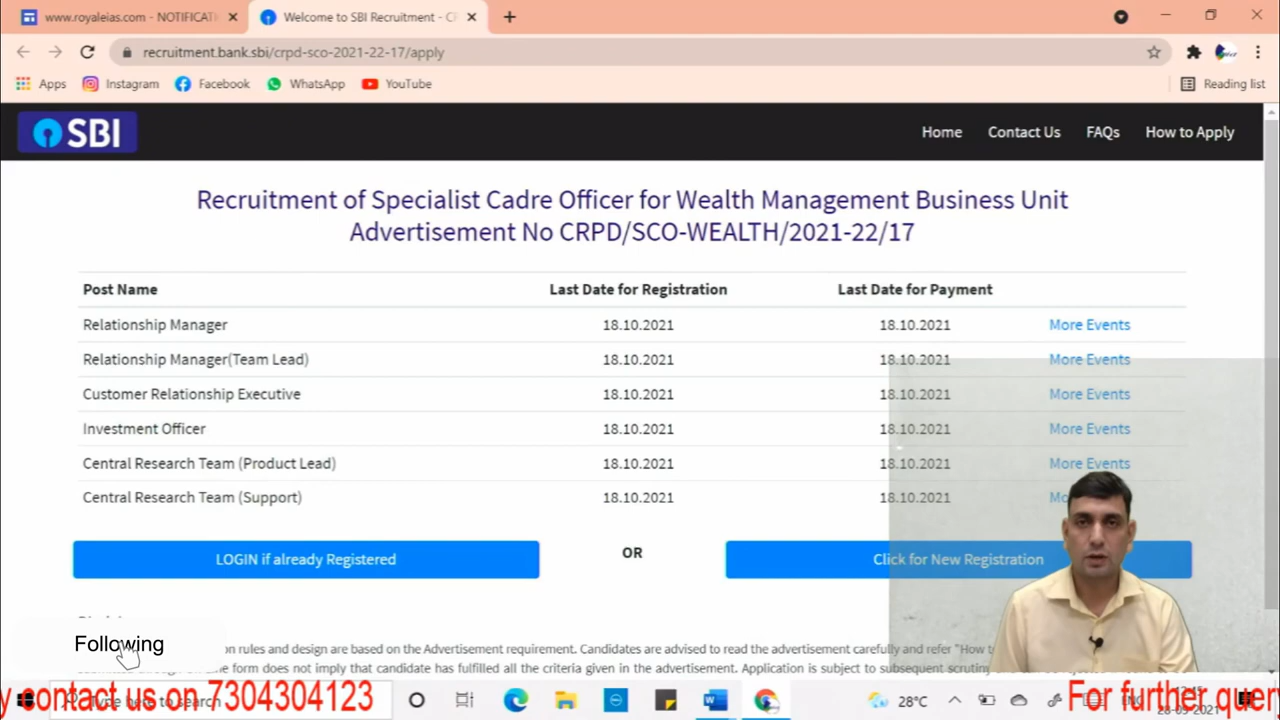 www.royaleias.com - NOTIFICAT
Welcome to SBI Recruitment - C
recruitment.bank.sbi/crpd-sco-2021-22-17/apply
Apps Instagram Facebook WhatsApp YouTube Reading list
SBI Home Contact Us FAQs How to Apply
Recruitment of Specialist Cadre Officer for Wealth Management Business Unit
Advertisement No CRPD/SCO-WEALTH/2021-22/17
Post Name Last Date for Registration Last Date for Payment
Relationship Manager 18.10.2021 18.10.2021 More Events
Relationship Manager(Team Lead) 18.10.2021 18.10.2021 More Events
Customer Relationship Executive 18.10.2021 18.10.2021 More Events
Investment Officer 18.10.2021 18.10.2021 More Events
Central Research Team (Product Lead) 18.10.2021 18.10.2021 More Events
Central Research Team (Support) 18.10.2021 18.10.2021
LOGIN if already Registered OR Click for New Registration
Following
on rules and design are based on the Advertisement requirement. Candidates are advised to read the advertisement carefully and refer "How t
form does not imply that candidate has fulfilled all the criteria given in the advertisement. Application is subject to subsequent scrutin
y contact us on 7304304123 28°C For further query